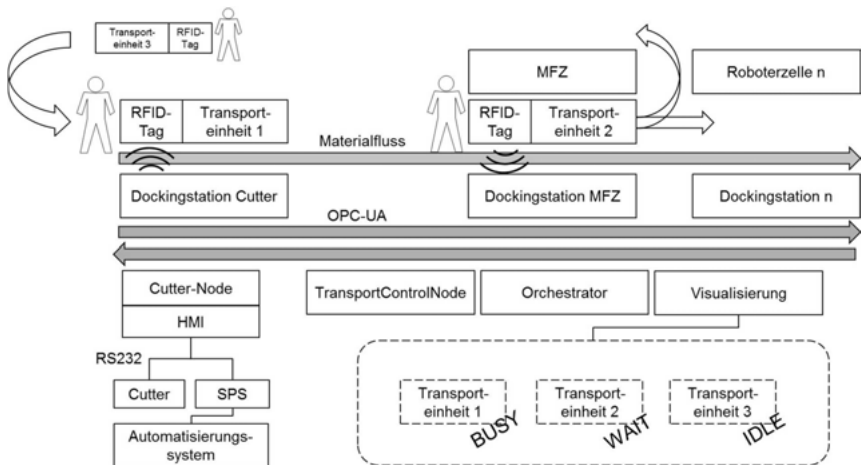 Transport-
einheit 3
RFID-
Tag
MFZ
Roboterzelle n
RFID-
Tag
Transport-
einheit 1
RFID-
Tag
Transport-
einheit 2
Materialfluss
Dockingstation Cutter
Dockingstation MFZ
Dockingstation n
OPC-UA
Cutter-Node
TransportControlNode
Orchestrator
Visualisierung
HMI
RS232
Cutter
SPS
Automatisierungs-
system
Transport-
einheit 1
BUSY
Transport-
einheit 2
WAIT
Transport-
einheit 3
IDLE